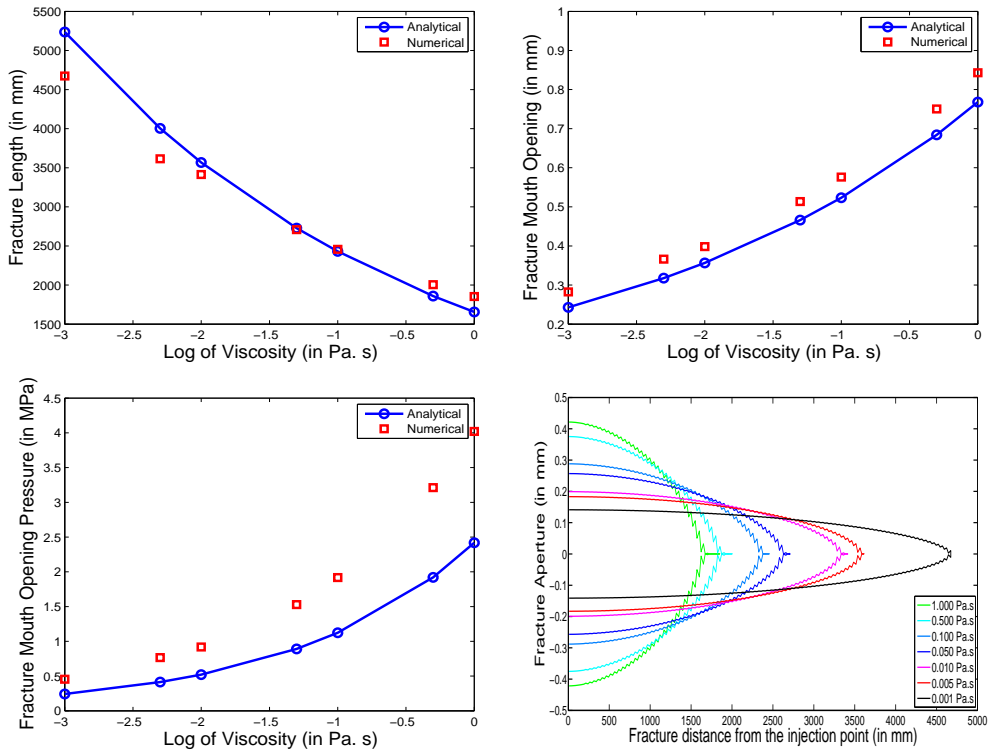 5500
5000
4500
4000
3500
3000
2500
2000
1500
Fracture Length (in mm)
−3 −2.5 −2 −1.5 −1 −0.5 0
Log of Viscosity (in Pa. s)
Analytical
Numerical
1
0.9
0.8
0.7
0.6
0.5
0.4
0.3
0.2
Fracture Mouth Opening (in mm)
−3 −2.5 −2 −1.5 −1 −0.5 0
Log of Viscosity (in Pa. s)
Analytical
Numerical
4.5
4
3.5
3
2.5
2
1.5
1
0.5
0
Fracture Mouth Opening Pressure (in MPa)
−3 −2.5 −2 −1.5 −1 −0.5 0
Log of Viscosity (in Pa. s)
Analytical
Numerical
0.5
0.4
0.3
0.2
0.1
0
−0.1
−0.2
−0.3
−0.4
−0.5
Fracture Aperture (in mm)
0 500 1000 1500 2000 2500 3000 3500 4000 4500 5000
Fracture distance from the injection point (in mm)
1.000 Pa.s
0.500 Pa.s
0.100 Pa.s
0.050 Pa.s
0.010 Pa.s
0.005 Pa.s
0.001 Pa.s